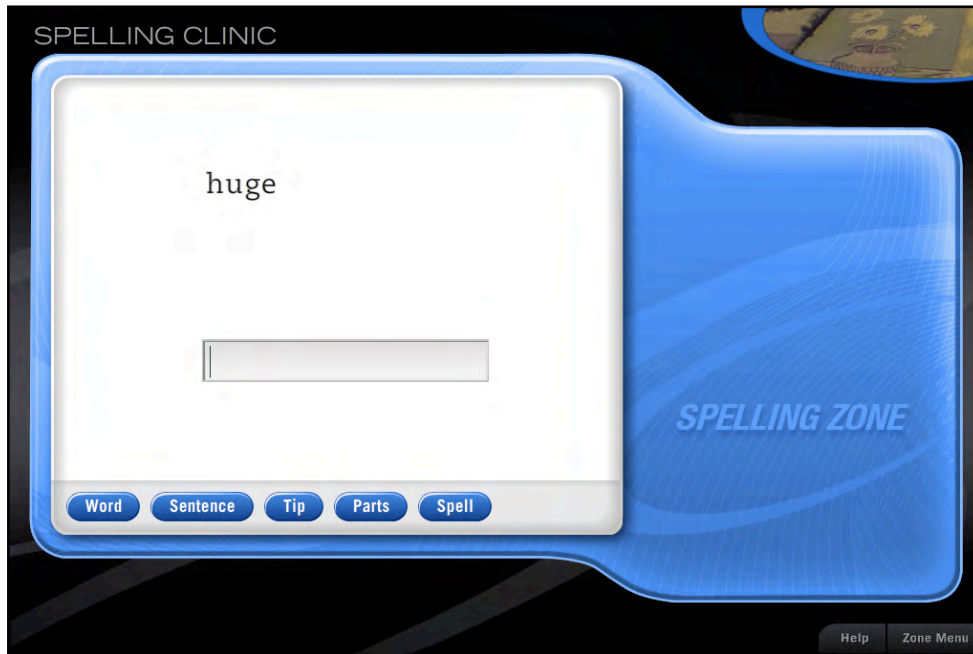 SPELLING CLINIC
huge
SPELLING ZONE
Word Sentence Tip Parts Spell
Help Zone Menu